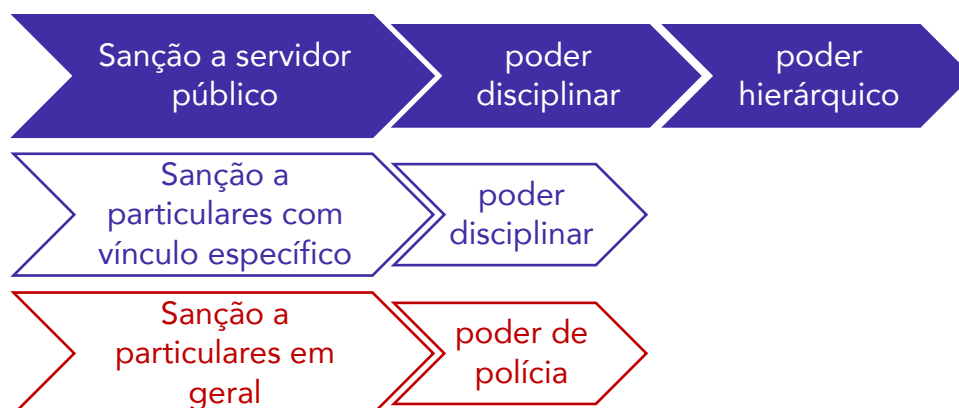 Sanção a servidor
público
poder
disciplinar
poder
hierárquico
Sanção a
particulares com
vínculo específico
poder
disciplinar
Sanção a
particulares em
geral
poder de
polícia